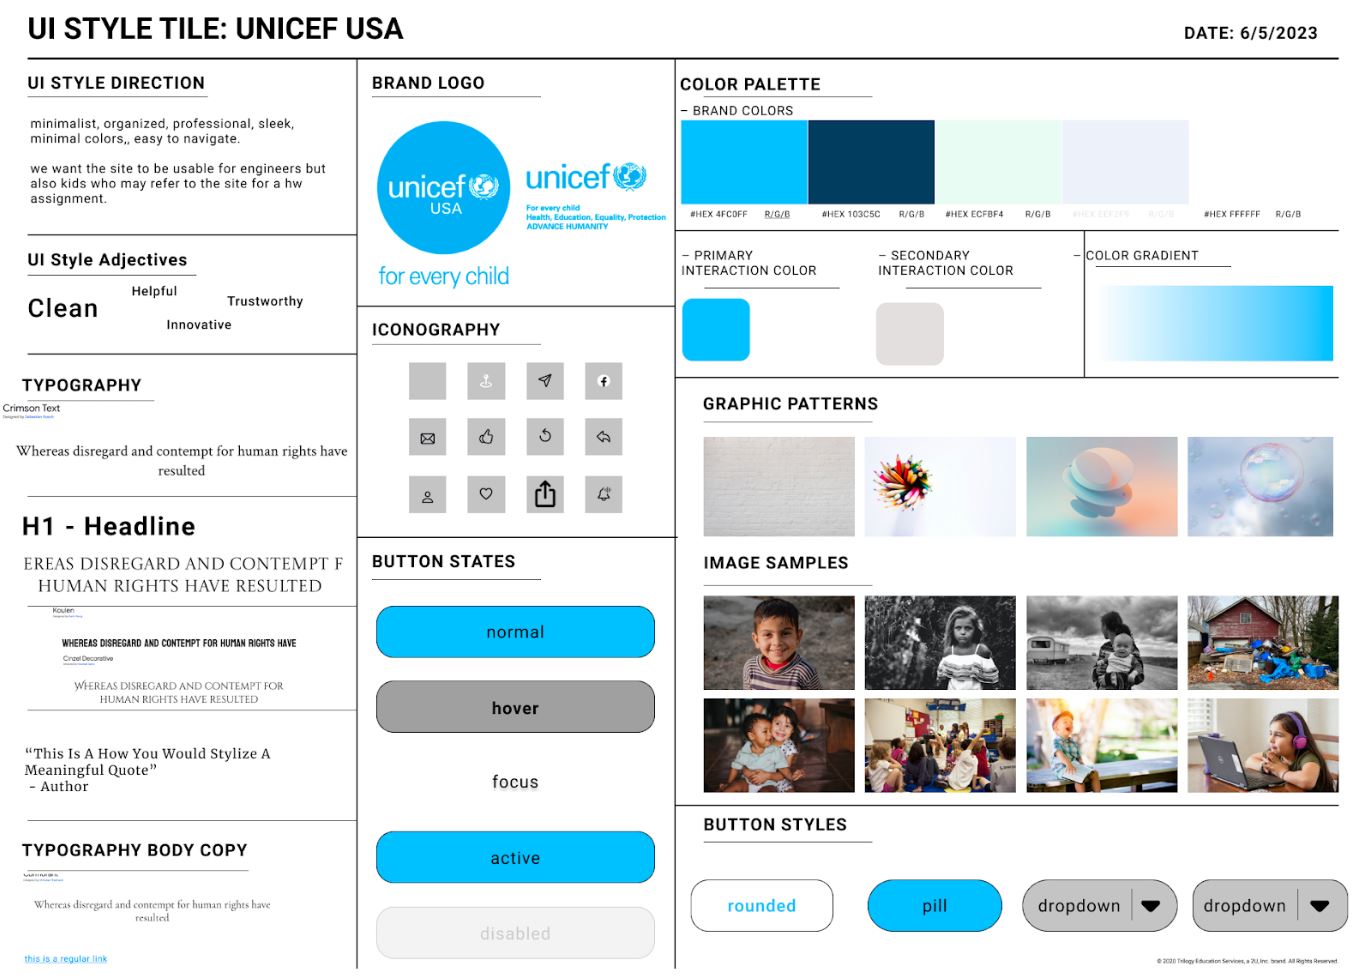 UI STYLE TILE: UNICEF USA
DATE: 6/5/2023
UI STYLE DIRECTION
minimalist, organized, professional, sleek,
minimal colors,, easy to navigate.
we want the site to be usable for engineers but
also kids who may refer to the site for a hw
assignment.
UI Style Adjectives
Clean
Helpful
Trustworthy
Innovative
TYPOGRAPHY
Crimson Text
Designed by
Whereas disregard and contempt for human rights have
resulted
H1 - Headline
EREAS DISREGARD AND CONTEMPT F
HUMAN RIGHTS HAVE RESULTED
Koulen
Designed by
WHEREAS DISREGARD AND CONTEMPT FOR HUMAN RIGHTS HAVE
Cinzel Decorative
WHEREAS DISREGARD AND CONTEMPT FOR
HUMAN RIGHTS HAVE RESULTED
“This Is A How You Would Stylize A
Meaningful Quote”
- Author
TYPOGRAPHY BODY COPY
Whereas disregard and contempt for human rights have
resulted
this is a regular link
BRAND LOGO
unicef
USA
for every child
unicef
For every child
Health, Education, Equality, Protection
ADVANCE HUMANITY
ICONOGRAPHY
BUTTON STATES
normal
hover
focus
active
disabled
COLOR PALETTE
– BRAND COLORS
#HEX 4FC0FF R/G/B
#HEX 103C5C R/G/B
#HEX ECFBF4 R/G/B
#HEX EEF2F9 R/G/B
#HEX FFFFFF R/G/B
– PRIMARY
INTERACTION COLOR
– SECONDARY
INTERACTION COLOR
– COLOR GRADIENT
GRAPHIC PATTERNS
IMAGE SAMPLES
BUTTON STYLES
rounded
pill
dropdown
dropdown
© 2020 Trilogy Education Services, a 2U, Inc. brand. All Rights Reserved.